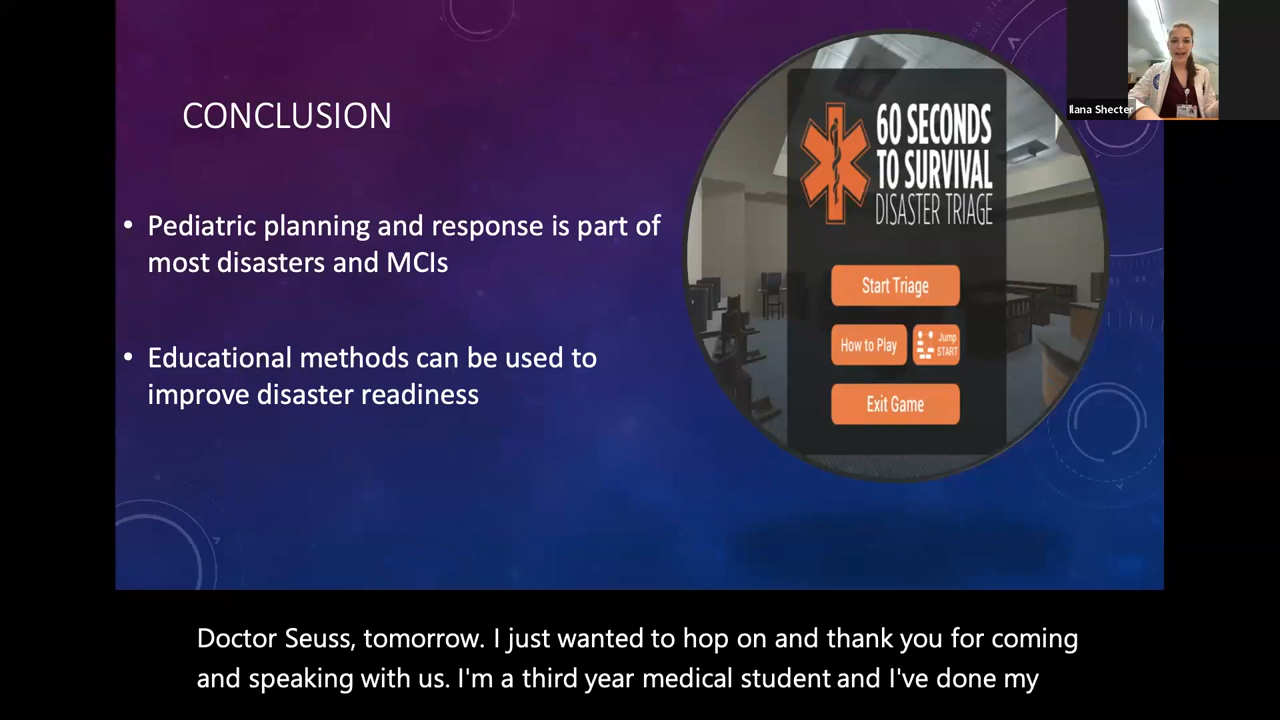 CONCLUSION
• Pediatric planning and response is part of
most disasters and MCIs
• Educational methods can be used to
improve disaster readiness
60 SECONDS
TO SURVIVAL
DISASTER TRIAGE
Start Triage
How to Play
Jump
START
Exit Game
Ilana Shecter
Doctor Seuss, tomorrow. I just wanted to hop on and thank you for coming
and speaking with us. I'm a third year medical student and I've done my